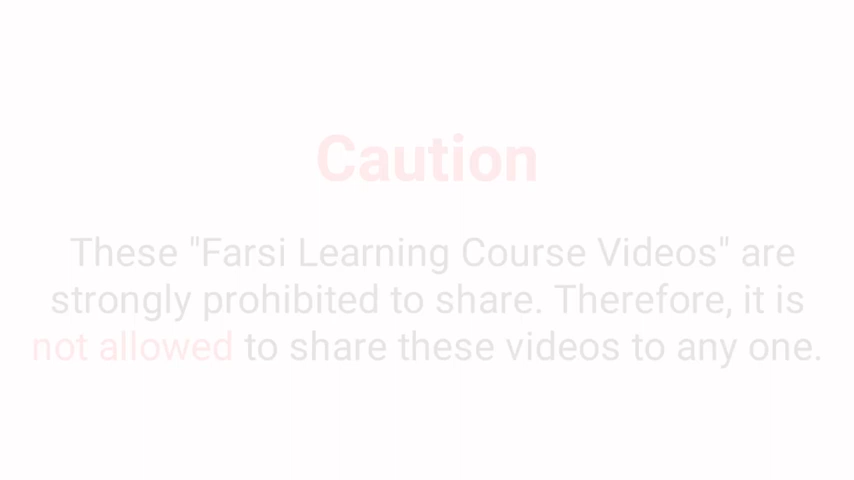 Caution
These "Farsi Learning Course Videos" are
strongly prohibited to share. Therefore, it is
not allowed to share these videos to any one.